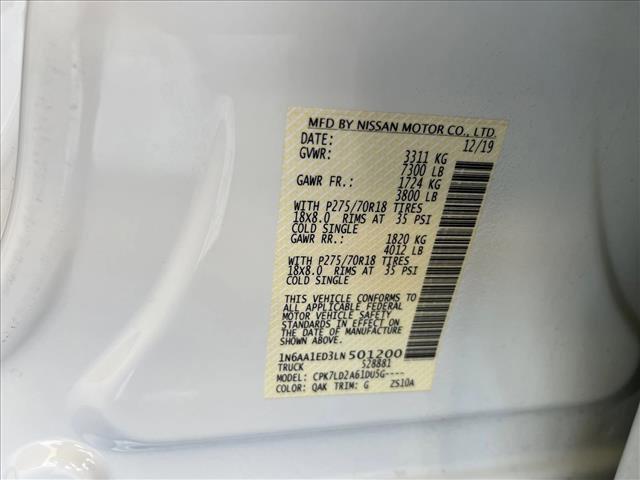 MFD BY NISSAN MOTOR CO., LTD.
DATE: 12/19
GVWR: 3311 KG
7300 LB
GAWR FR.: 1724 KG
3800 LB
WITH P275/70R18 TIRES
18X8.0 RIMS AT 35 PSI
COLD SINGLE
GAWR RR.: 1820 KG
4012 LB
WITH P275/70R18 TIRES
18X8.0 RIMS AT 35 PSI
COLD SINGLE
THIS VEHICLE CONFORMS TO
ALL APPLICABLE FEDERAL
MOTOR VEHICLE SAFETY
STANDARDS IN EFFECT ON
THE DATE OF MANUFACTURE
SHOWN ABOVE.
1N6AA1ED3LN501200
TRUCK S28881
MODEL: CPK7LD2A61DU5G----
COLOR: QAK TRIM: G ZS10A